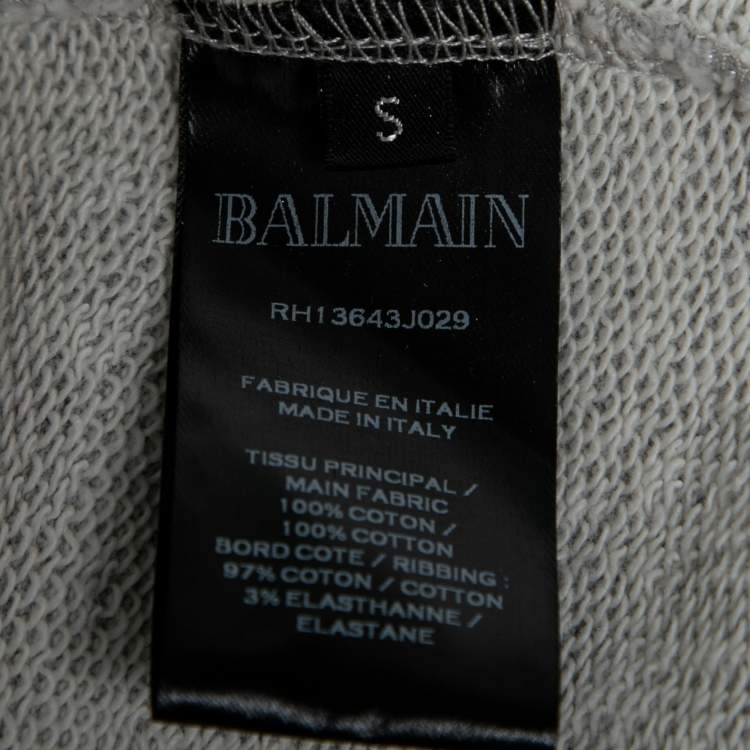 S
BALMAIN
RH13643J029
FABRIQUE EN ITALIE
MADE IN ITALY
TISSU PRINCIPAL /
MAIN FABRIC
100% COTON /
100% COTTON
BORD COTE / RIBBING :
97% COTON / COTTON
3% ELASTHANNE /
ELASTANE